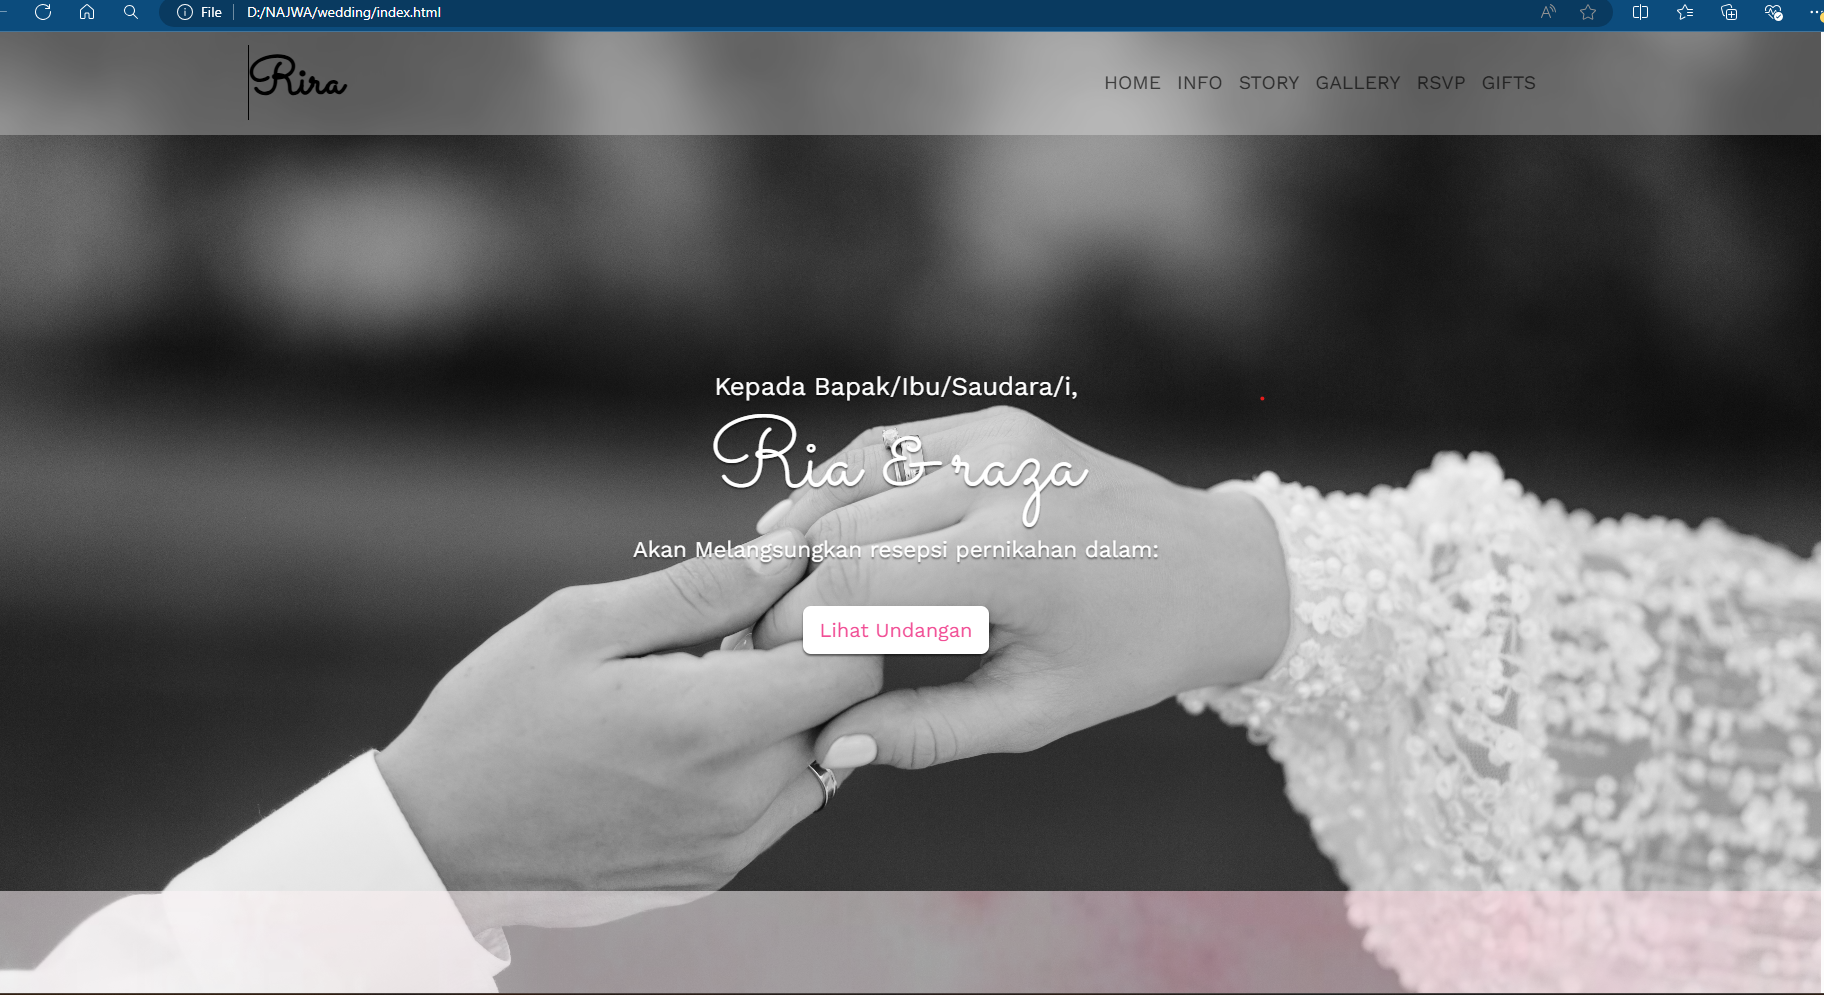 File
D:/NAJWA/wedding/index.html
Rira
HOME INFO STORY GALLERY RSVP GIFTS
Kepada Bapak/Ibu/Saudara/i,
Ria & raza
Akan Melangsungkan resepsi pernikahan dalam:
Lihat Undangan